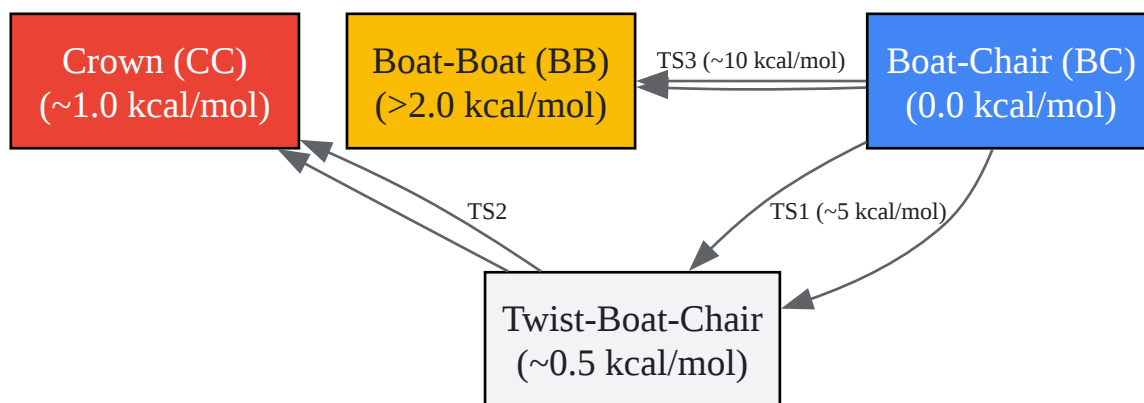 Crown (CC)
(~1.0 kcal/mol)
Boat-Boat (BB)
(>2.0 kcal/mol)
TS3 (~10 kcal/mol)
Boat-Chair (BC)
(0.0 kcal/mol)
TS2
TS1 (~5 kcal/mol)
Twist-Boat-Chair
(~0.5 kcal/mol)